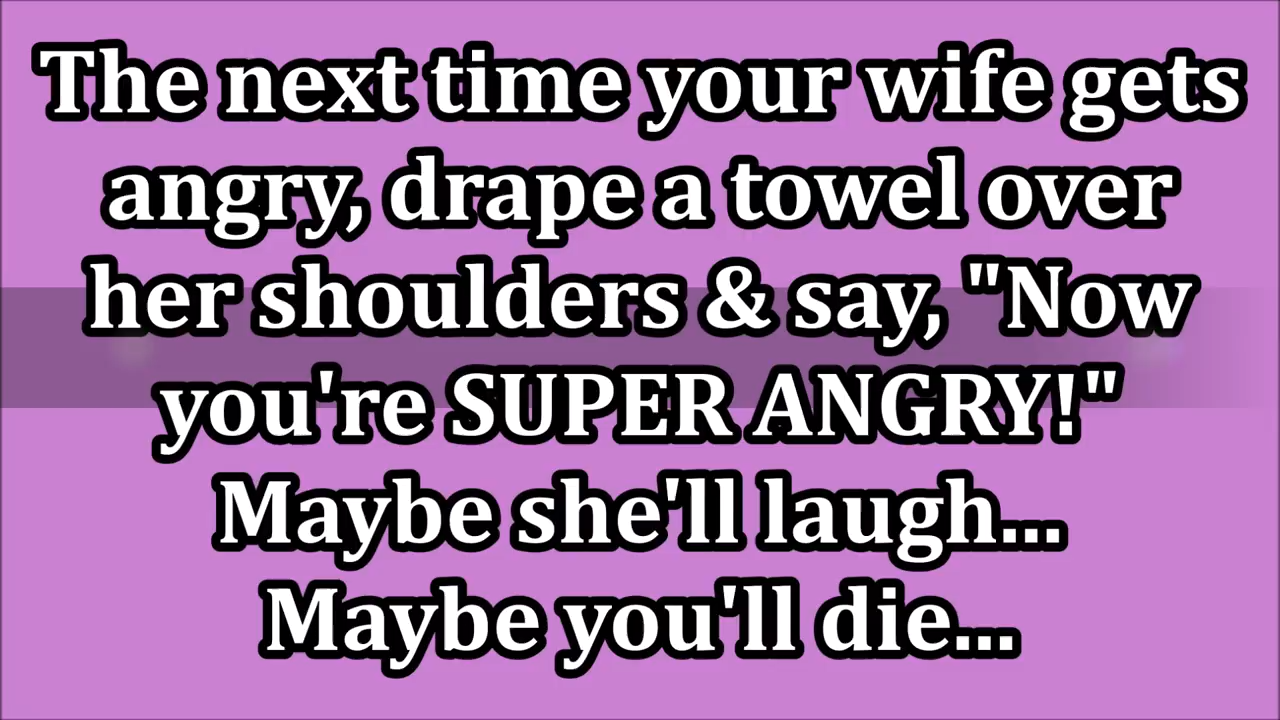 The next time your wife gets
angry, drape a towel over
her shoulders & say, "Now
you're SUPER ANGRY!"
Maybe she'll laugh...
Maybe you'll die...